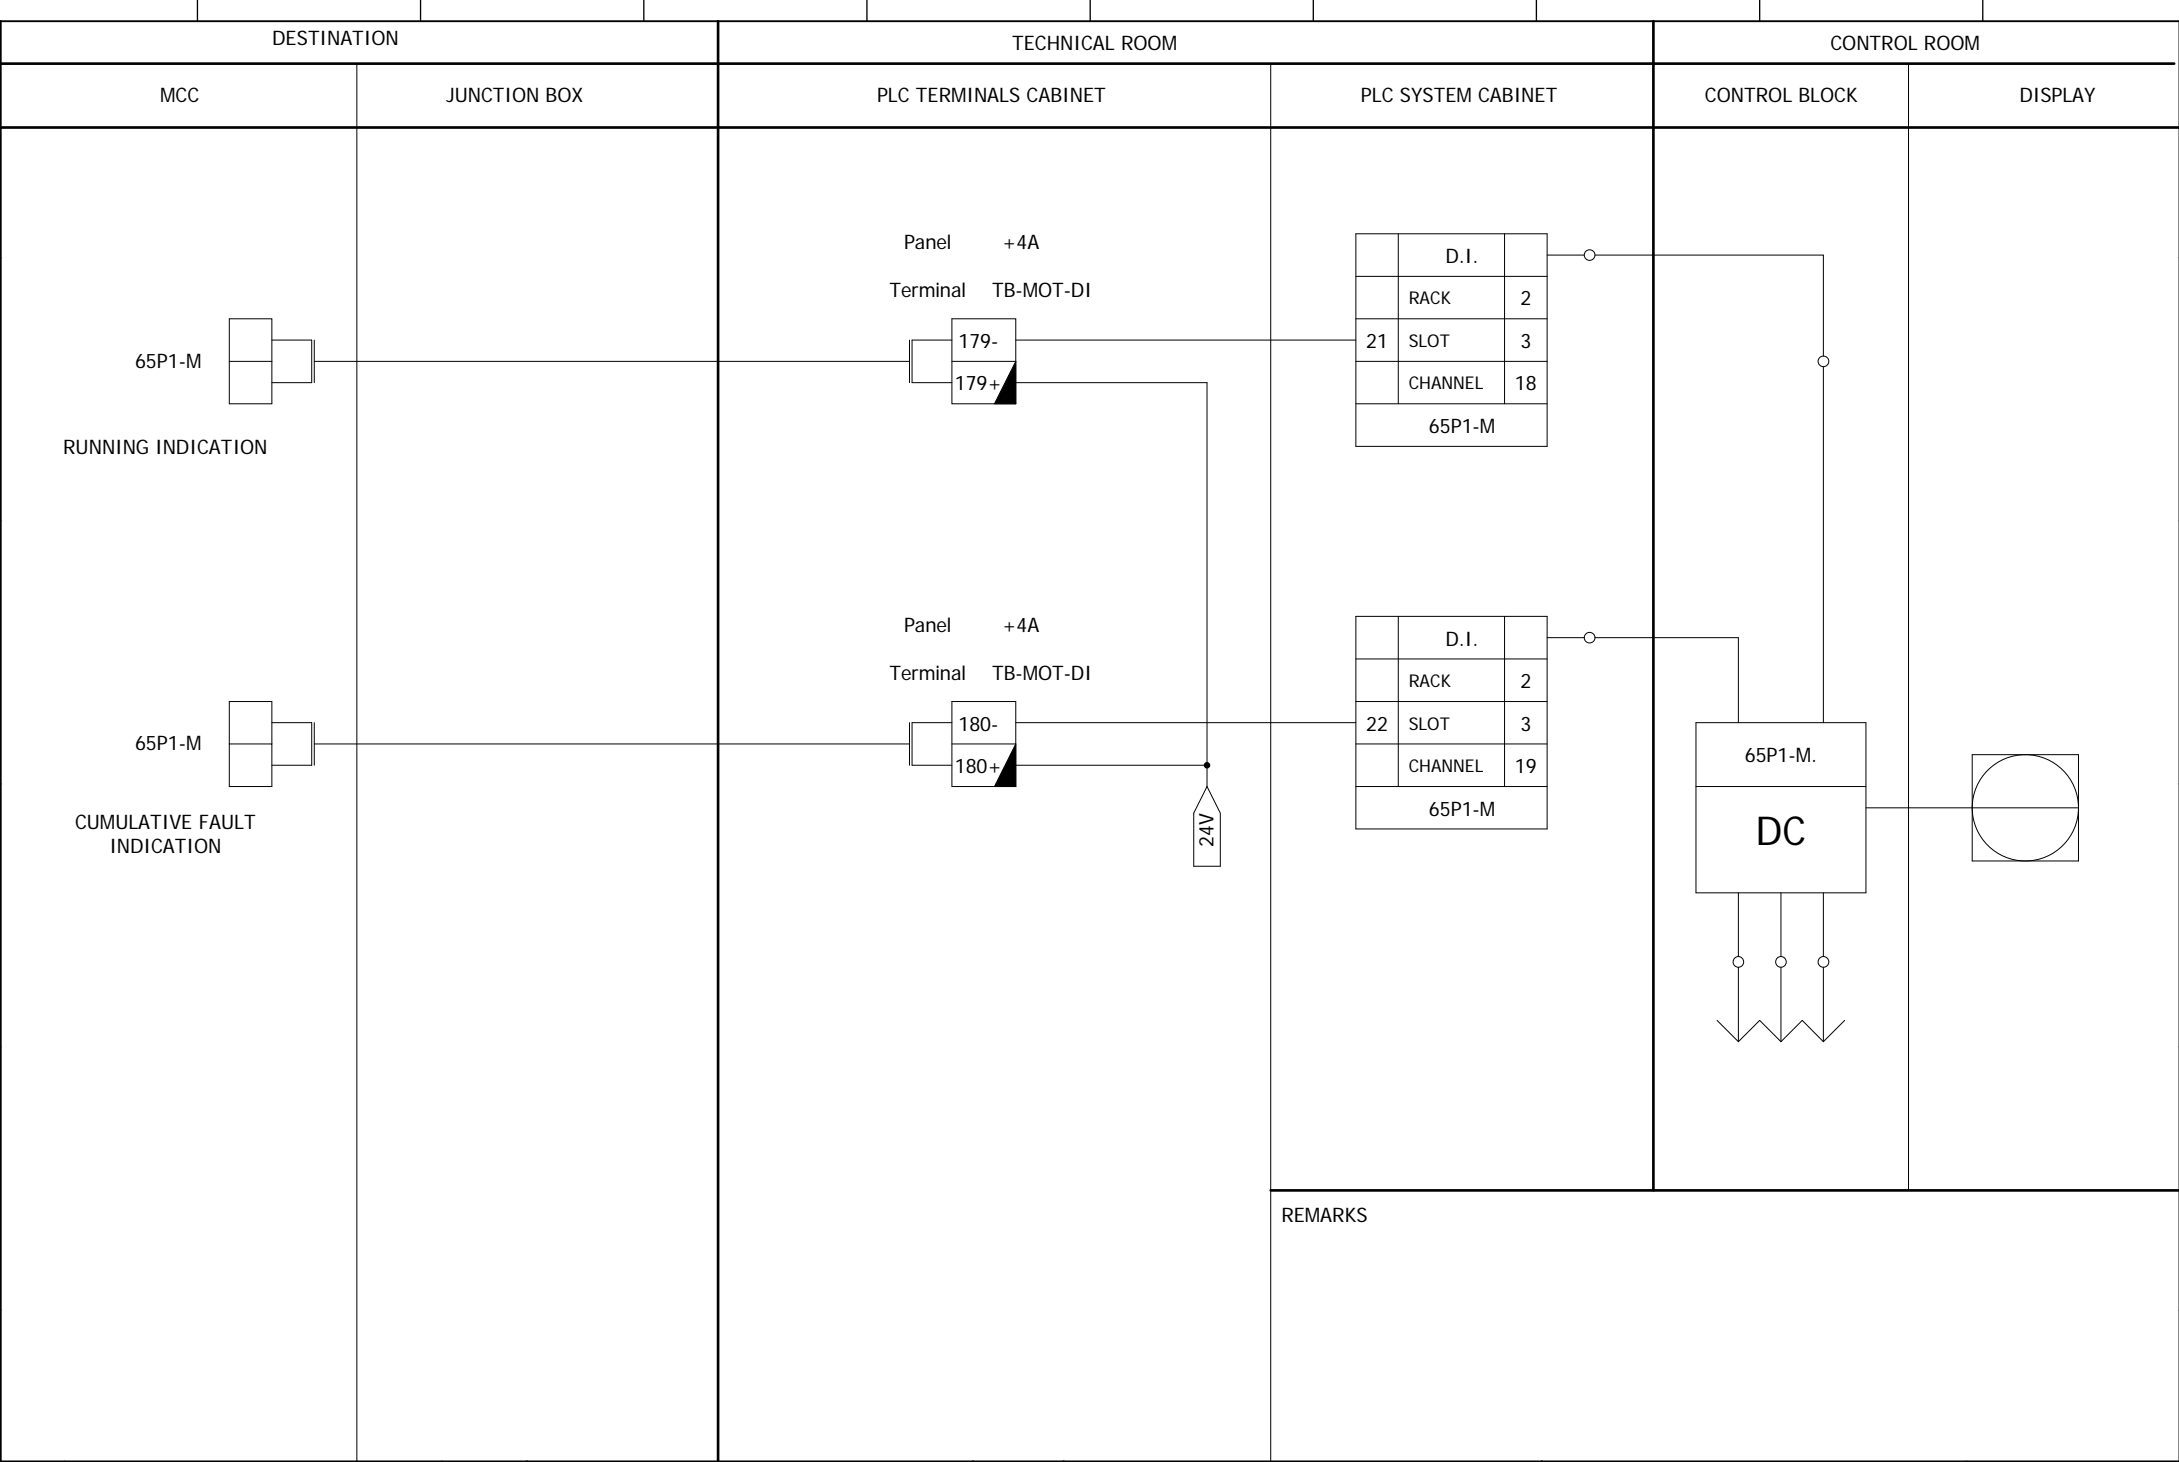 DESTINATION
TECHNICAL ROOM
CONTROL ROOM
MCC
JUNCTION BOX
PLC TERMINALS CABINET
PLC SYSTEM CABINET
CONTROL BLOCK
DISPLAY
65P1-M
RUNNING INDICATION
Panel +4A
Terminal TB-MOT-DI
179-
179+
D.I.
RACK 2
21 SLOT 3
CHANNEL 18
65P1-M
65P1-M
CUMULATIVE FAULT
INDICATION
Panel +4A
Terminal TB-MOT-DI
180-
180+
24V
D.I.
RACK 2
22 SLOT 3
CHANNEL 19
65P1-M
65P1-M.
DC
REMARKS